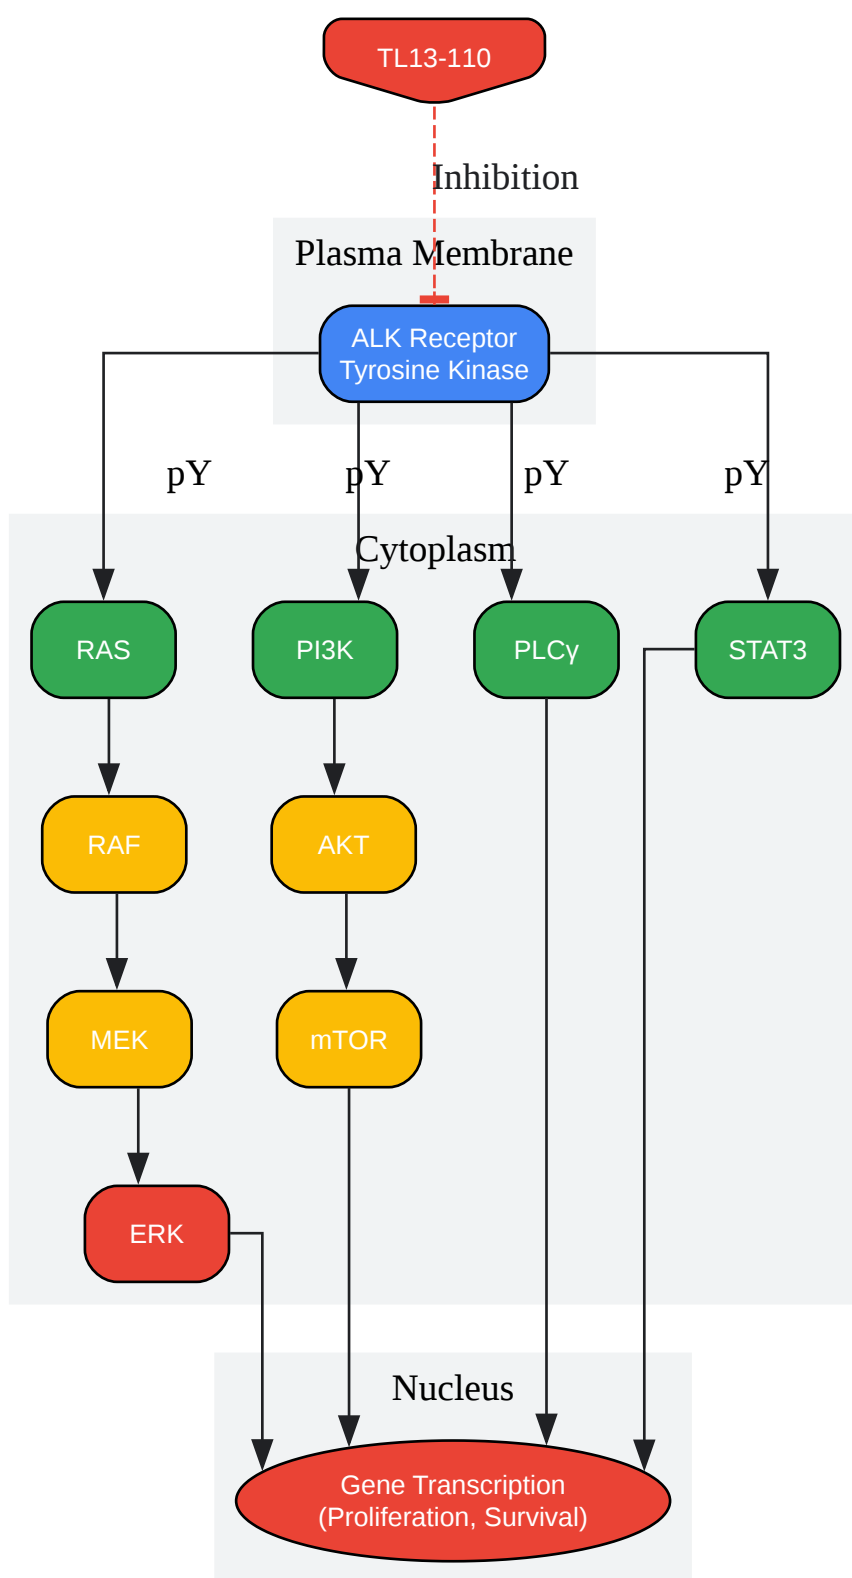 TL13-110
Inhibition
Plasma Membrane
ALK Receptor
Tyrosine Kinase
pY
pY
pY
pY
Cytoplasm
RAS
PI3K
PLCγ
STAT3
RAF
AKT
MEK
mTOR
ERK
Nucleus
Gene Transcription
(Proliferation, Survival)